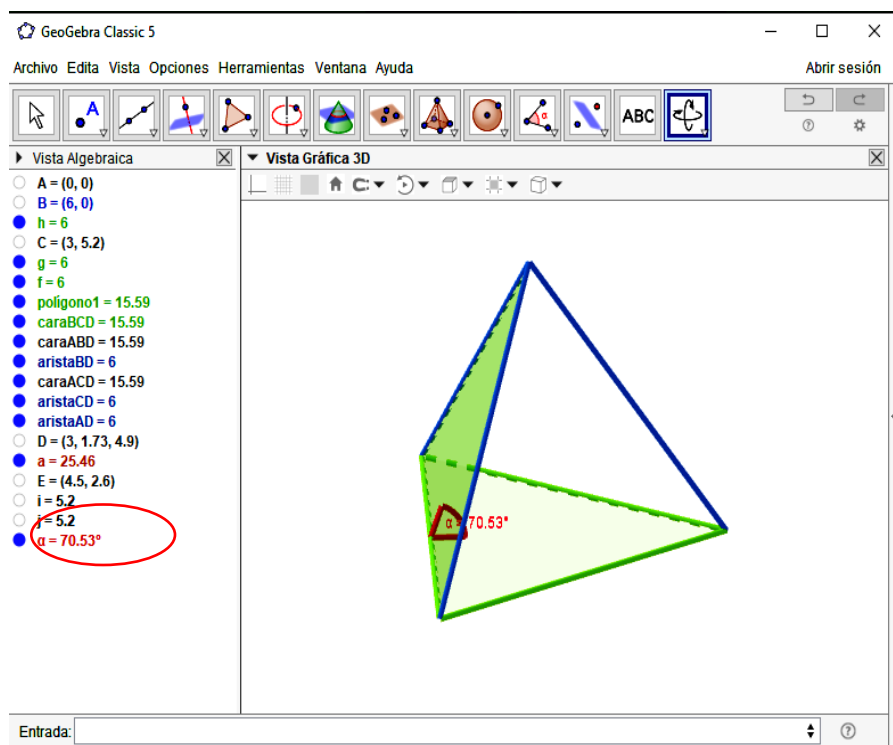 GeoGebra Classic 5
Archivo Edita Vista Opciones Herramientas Ventana Ayuda
Abrir sesión
A
α
ABC
Vista Algebraica
Vista Gráfica 3D
A = (0, 0)
B = (6, 0)
h = 6
C = (3, 5.2)
g = 6
f = 6
polígono1 = 15.59
caraBCD = 15.59
caraABD = 15.59
aristaBD = 6
caraACD = 15.59
aristaCD = 6
aristaAD = 6
D = (3, 1.73, 4.9)
a = 25.46
E = (4.5, 2.6)
i = 5.2
j = 5.2
α = 70.53°
α = 70.53°
Entrada: